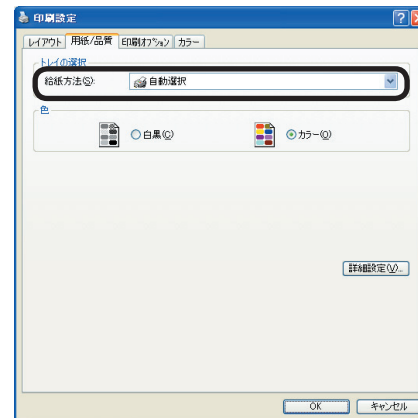 印刷設定
レイアウト 用紙/品質 印刷ｵﾌﾟｼｮﾝ カラー
トレイの選択
給紙方法(S): 自動選択
色
白黒(C) カラー(O)
詳細設定(V)...
OK キャンセル